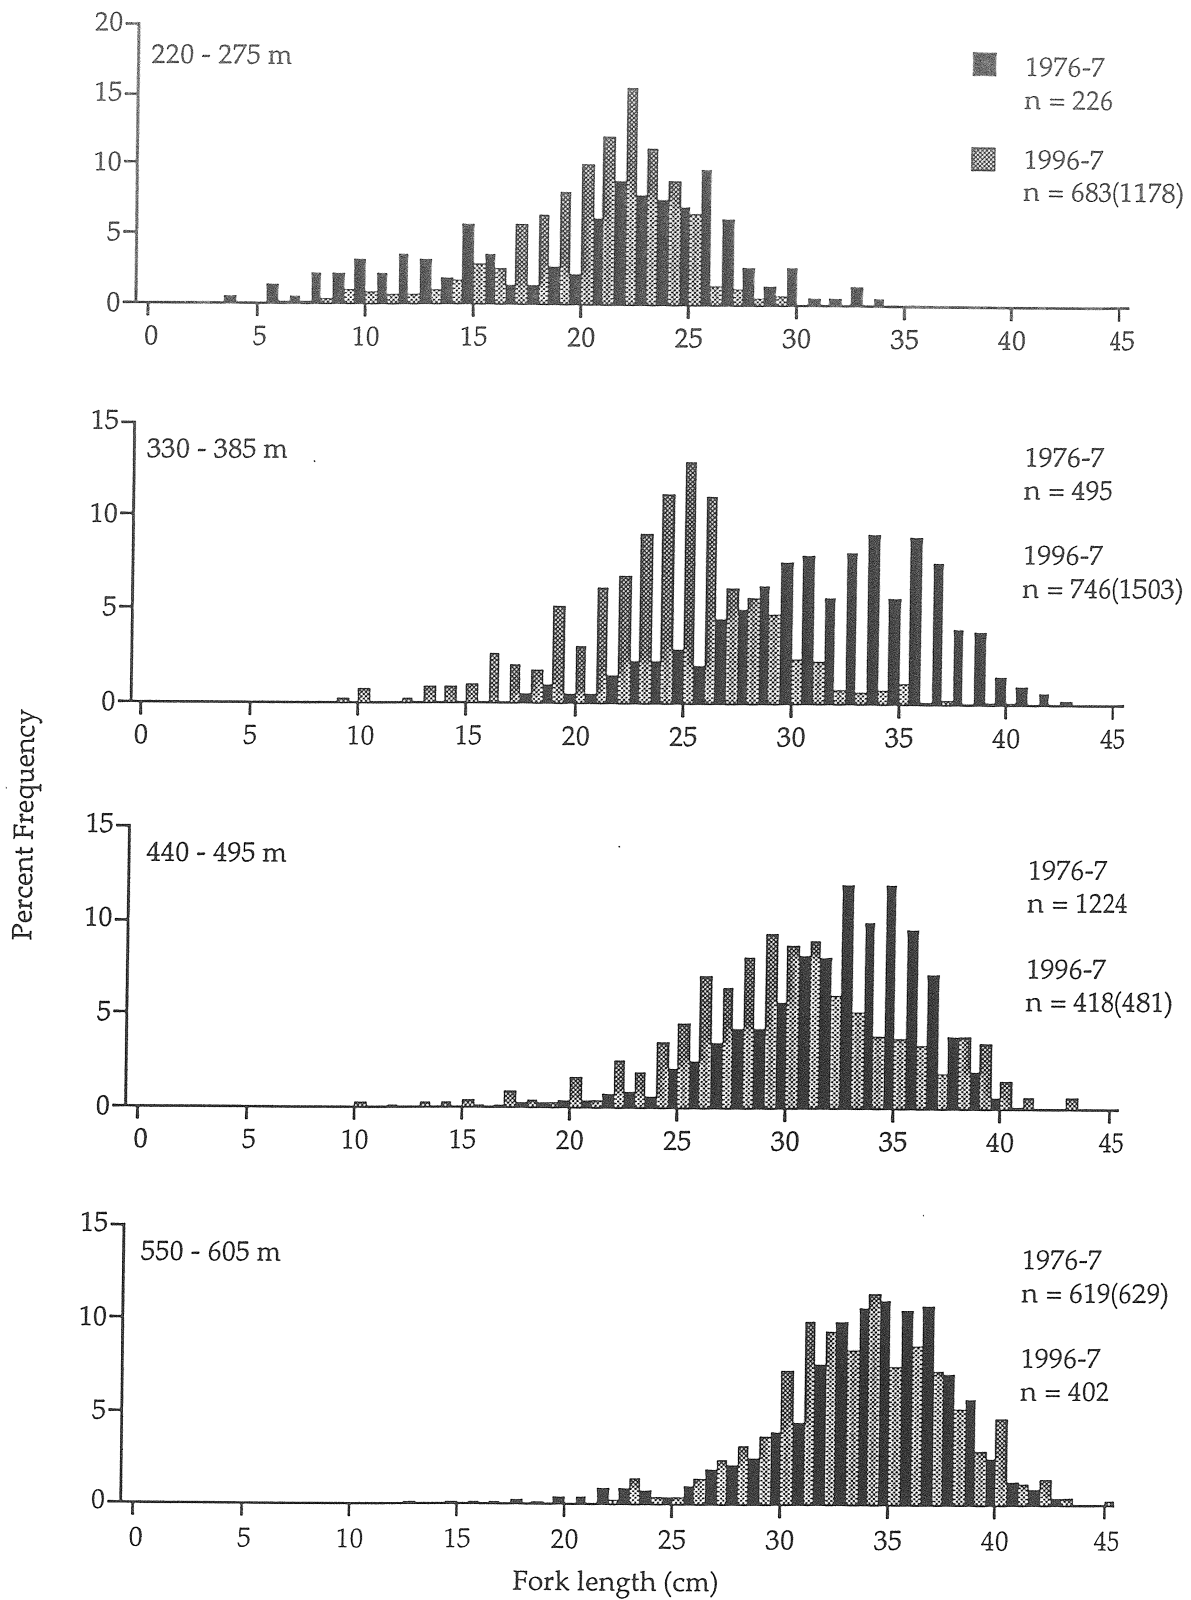 20
220 - 275 m
15
10
5
0
1976-7
n = 226
1996-7
n = 683(1178)
0 5 10 15 20 25 30 35 40 45
15
330 - 385 m
10
5
0
1976-7
n = 495
1996-7
n = 746(1503)
0 5 10 15 20 25 30 35 40 45
Percent Frequency
15
440 - 495 m
10
5
0
1976-7
n = 1224
1996-7
n = 418(481)
0 5 10 15 20 25 30 35 40 45
15
550 - 605 m
10
5
0
1976-7
n = 619(629)
1996-7
n = 402
0 5 10 15 20 25 30 35 40 45
Fork length (cm)